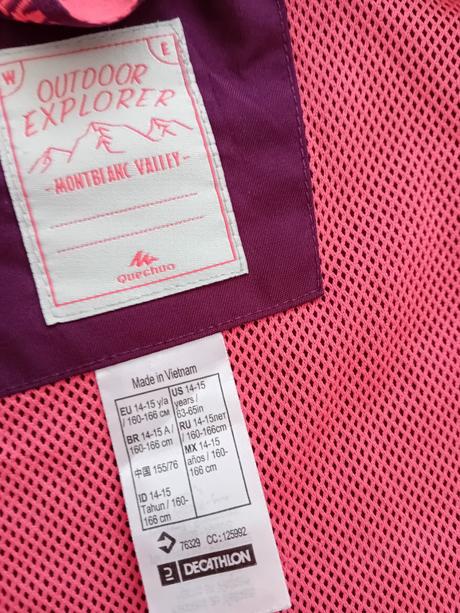 W
E
OUTDOOR
EXPLORER
- MONTBLANC VALLEY -
Quechua
Made in Vietnam
EU 14-15 y/a
/ 160-166 cm
BR 14-15 A /
160-166 cm
中国 155/76
ID 14-15
Tahun / 160-
166 cm
US 14-15
years /
63-65in
RU 14-15лет
/ 160-166cm
MX 14-15
años / 160-
166 cm
76329 CC: 125992
DECATHLON